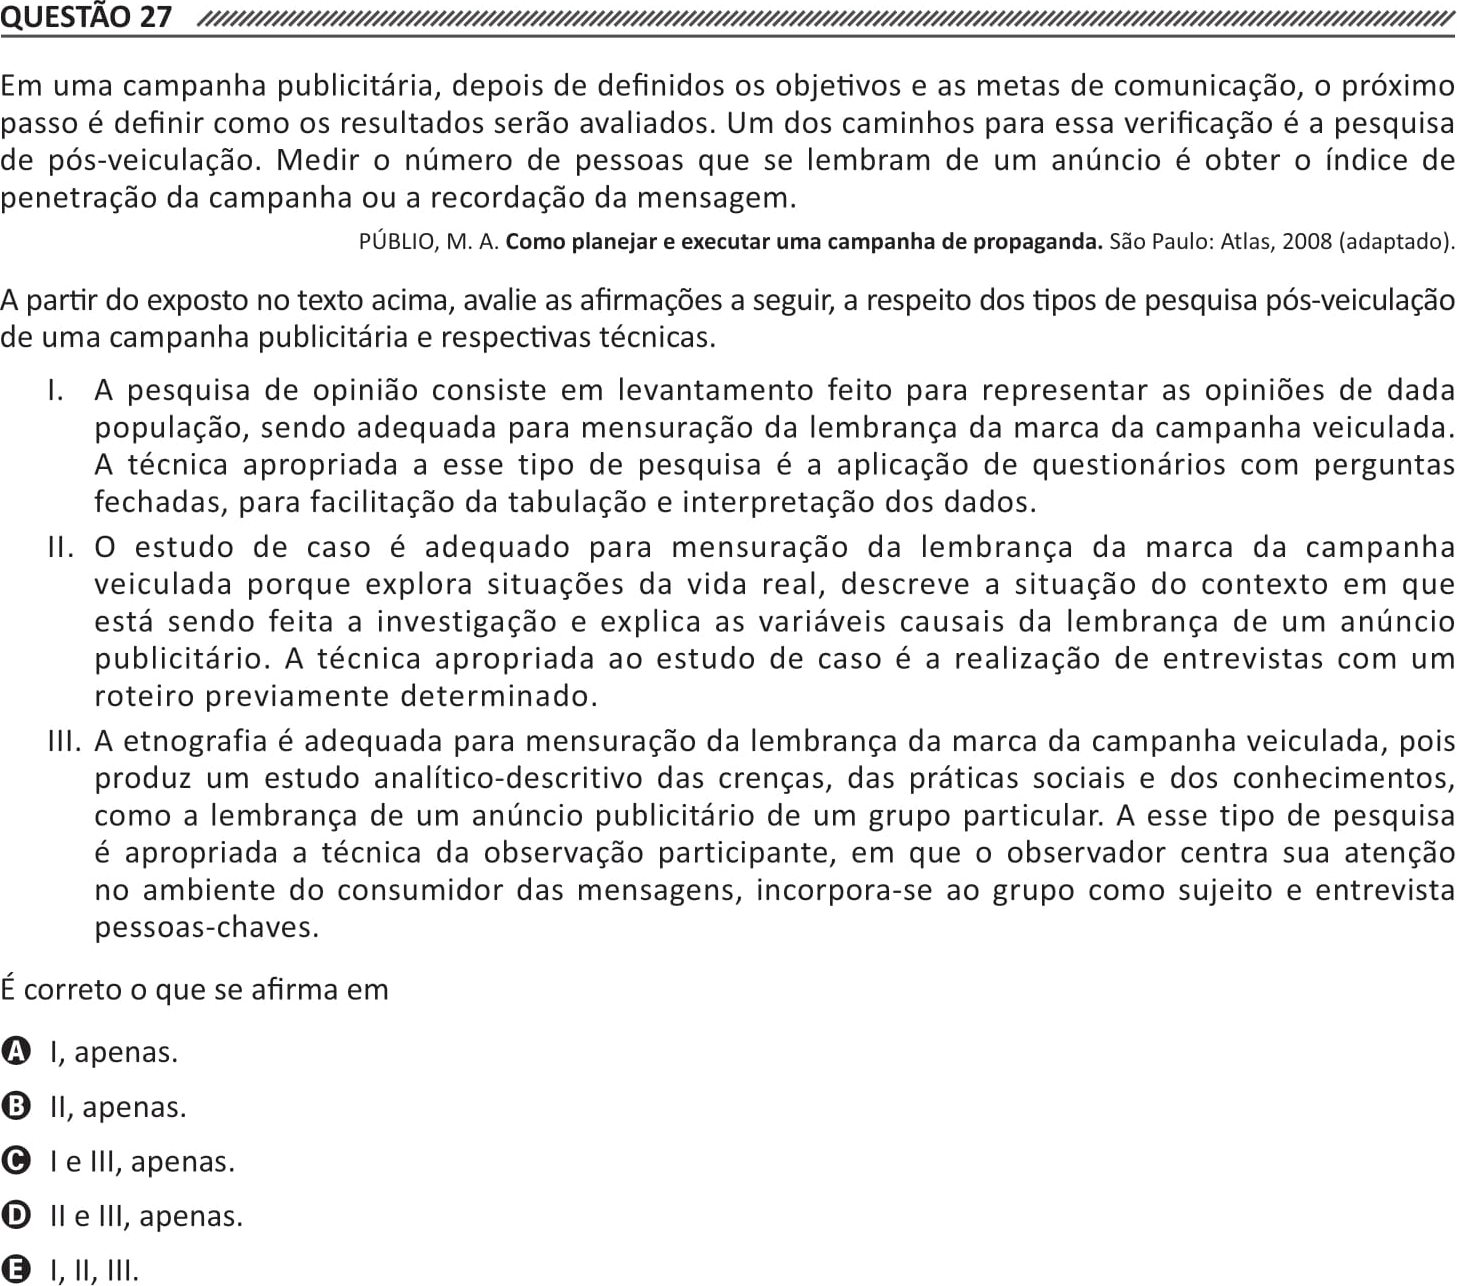 QUESTÃO 27
Em uma campanha publicitária, depois de definidos os objetivos e as metas de comunicação, o próximo
passo é definir como os resultados serão avaliados. Um dos caminhos para essa verificação é a pesquisa
de pós-veiculação. Medir o número de pessoas que se lembram de um anúncio é obter o índice de
penetração da campanha ou a recordação da mensagem.
PÚBLIO, M. A. Como planejar e executar uma campanha de propaganda. São Paulo: Atlas, 2008 (adaptado).
A partir do exposto no texto acima, avalie as afirmações a seguir, a respeito dos tipos de pesquisa pós-veiculação
de uma campanha publicitária e respectivas técnicas.
I. A pesquisa de opinião consiste em levantamento feito para representar as opiniões de dada
população, sendo adequada para mensuração da lembrança da marca da campanha veiculada.
A técnica apropriada a esse tipo de pesquisa é a aplicação de questionários com perguntas
fechadas, para facilitação da tabulação e interpretação dos dados.
II. O estudo de caso é adequado para mensuração da lembrança da marca da campanha
veiculada porque explora situações da vida real, descreve a situação do contexto em que
está sendo feita a investigação e explica as variáveis causais da lembrança de um anúncio
publicitário. A técnica apropriada ao estudo de caso é a realização de entrevistas com um
roteiro previamente determinado.
III. A etnografia é adequada para mensuração da lembrança da marca da campanha veiculada, pois
produz um estudo analítico-descritivo das crenças, das práticas sociais e dos conhecimentos,
como a lembrança de um anúncio publicitário de um grupo particular. A esse tipo de pesquisa
é apropriada a técnica da observação participante, em que o observador centra sua atenção
no ambiente do consumidor das mensagens, incorpora-se ao grupo como sujeito e entrevista
pessoas-chaves.
É correto o que se afirma em
A I, apenas.
B II, apenas.
C I e III, apenas.
D II e III, apenas.
E I, II, III.